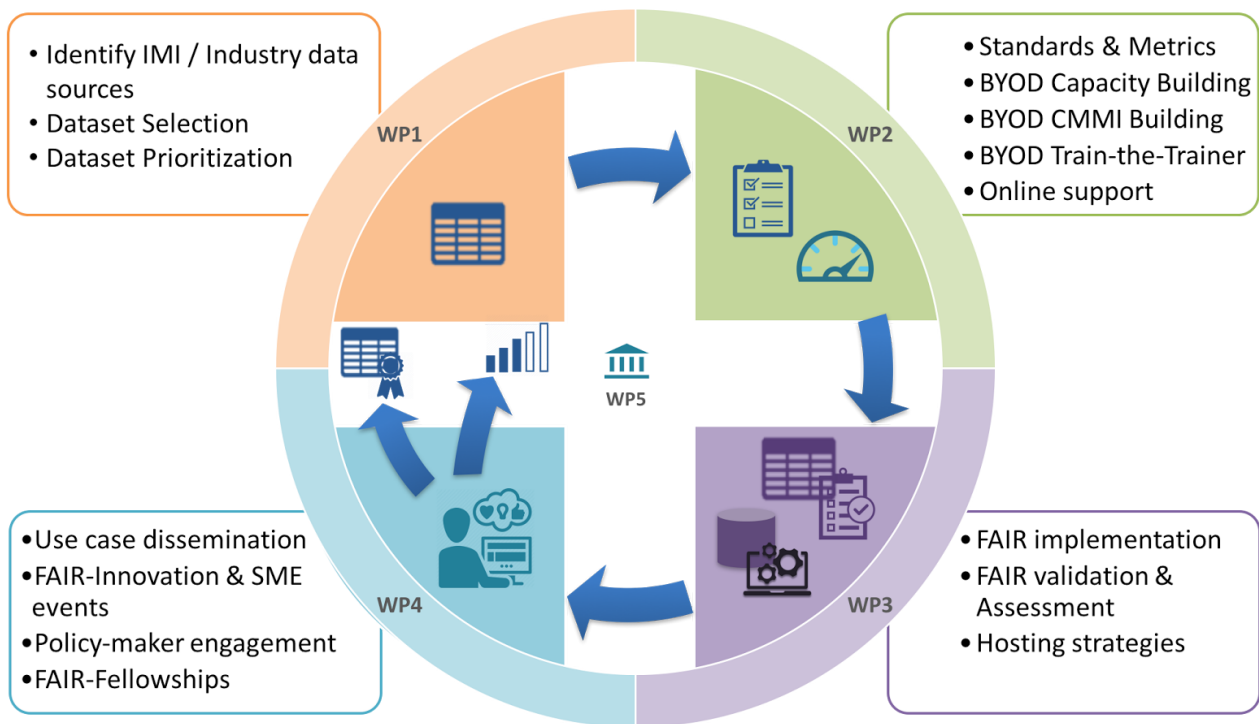 • Identify IMI / Industry data
sources
• Dataset Selection
• Dataset Prioritization
WP1
WP2
• Standards & Metrics
• BYOD Capacity Building
• BYOD CMMI Building
• BYOD Train-the-Trainer
• Online support
WP5
• Use case dissemination
• FAIR-Innovation & SME
events
• Policy-maker engagement
• FAIR-Fellowships
WP4
WP3
• FAIR implementation
• FAIR validation &
Assessment
• Hosting strategies